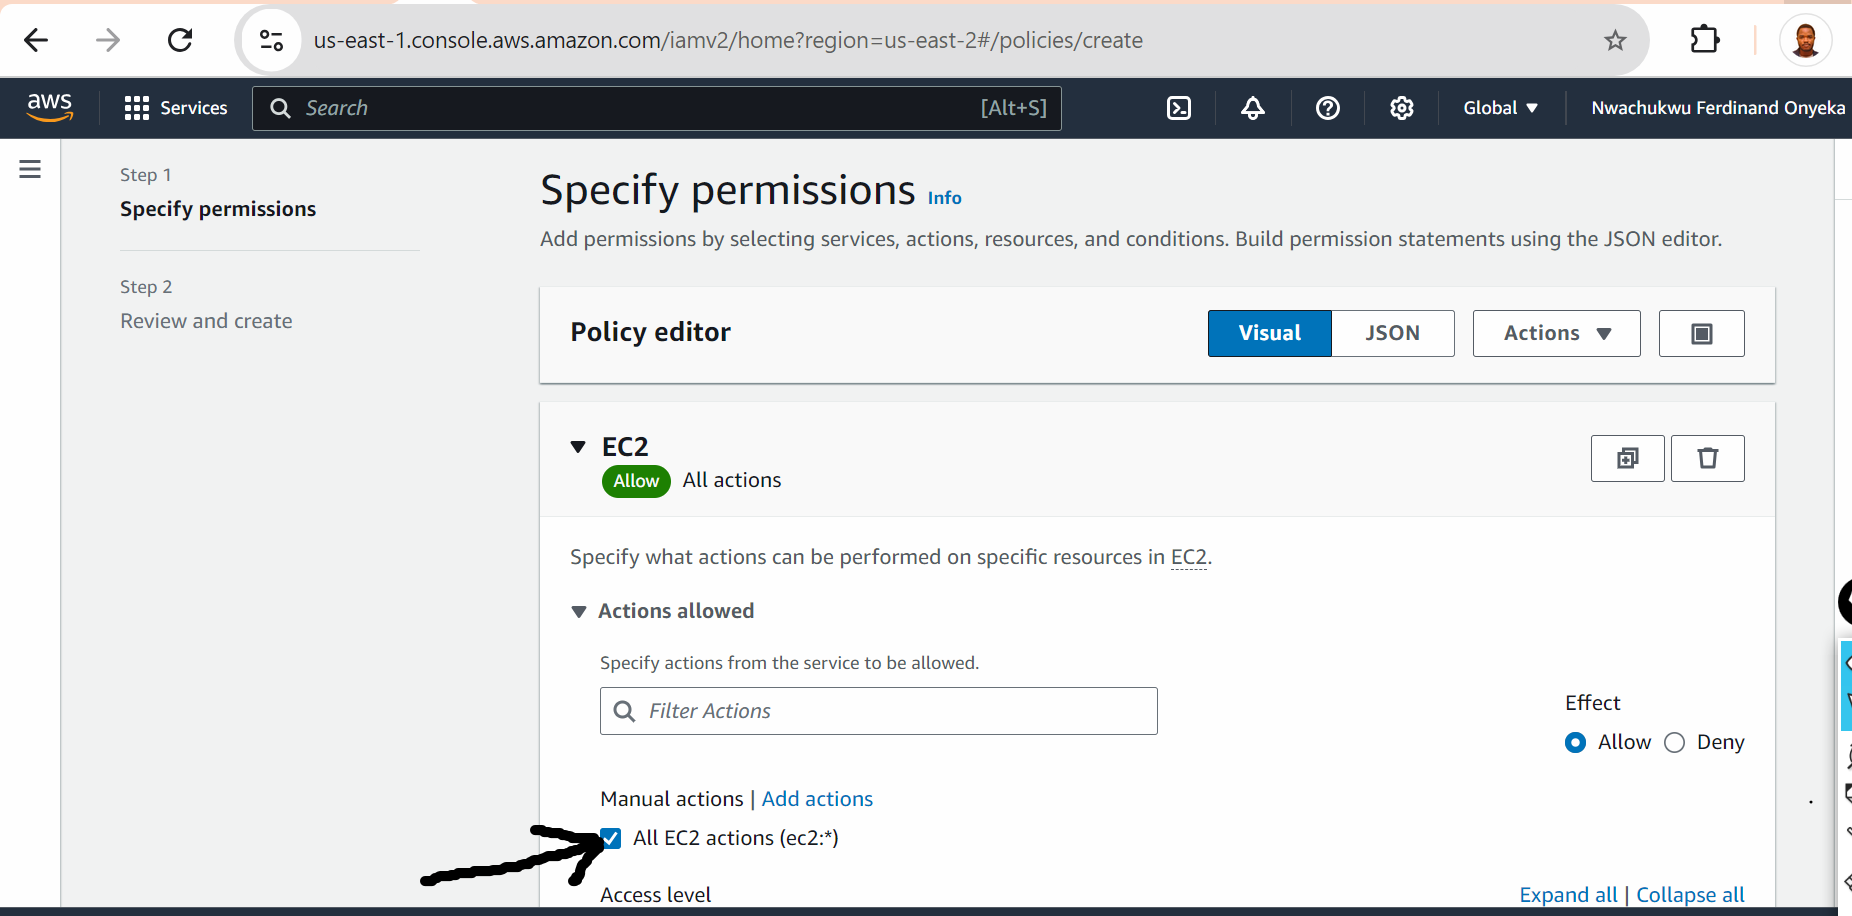 us-east-1.console.aws.amazon.com/iamv2/home?region=us-east-2#/policies/create
aws
Services
Search
[Alt+S]
Global
Nwachukwu Ferdinand Onyeka
Step 1
Specify permissions
Step 2
Review and create
Specify permissions Info
Add permissions by selecting services, actions, resources, and conditions. Build permission statements using the JSON editor.
Policy editor
Visual
JSON
Actions
EC2
Allow All actions
Specify what actions can be performed on specific resources in EC2.
Actions allowed
Specify actions from the service to be allowed.
Filter Actions
Effect
Allow Deny
Manual actions | Add actions
All EC2 actions (ec2:*)
Access level
Expand all | Collapse all